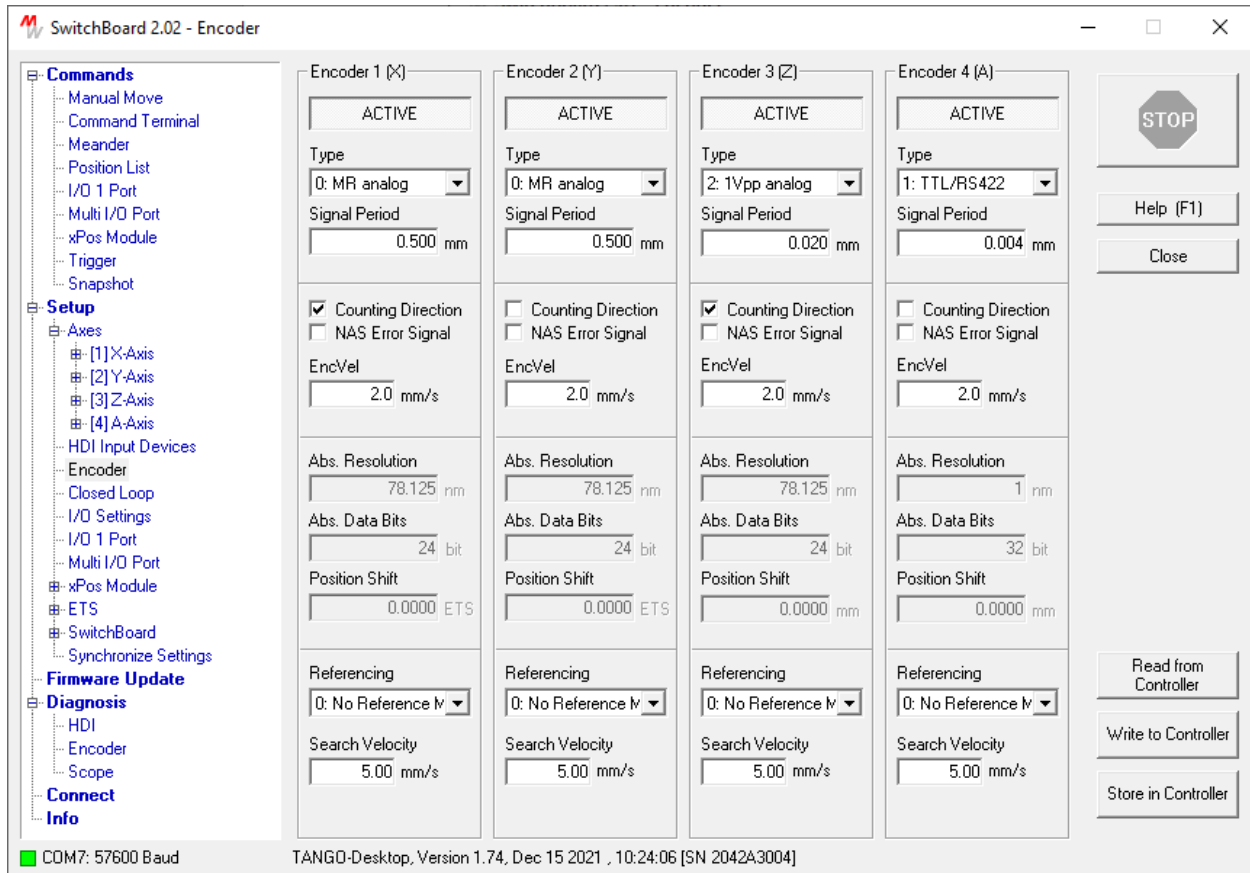 SwitchBoard 2.02 - Encoder
Commands
Manual Move
Command Terminal
Meander
Position List
I/O 1 Port
Multi I/O Port
xPos Module
Trigger
Snapshot
Setup
Axes
[1] X-Axis
[2] Y-Axis
[3] Z-Axis
[4] A-Axis
HDI Input Devices
Encoder
Closed Loop
I/O Settings
I/O 1 Port
Multi I/O Port
xPos Module
ETS
SwitchBoard
Synchronize Settings
Firmware Update
Diagnosis
HDI
Encoder
Scope
Connect
Info
Encoder 1 (X)
ACTIVE
Type
0: MR analog
Signal Period
0.500 mm
Counting Direction
NAS Error Signal
EncVel
2.0 mm/s
Abs. Resolution
78.125 nm
Abs. Data Bits
24 bit
Position Shift
0.0000 ETS
Referencing
0: No Reference M
Search Velocity
5.00 mm/s
Encoder 2 (Y)
ACTIVE
Type
0: MR analog
Signal Period
0.500 mm
Counting Direction
NAS Error Signal
EncVel
2.0 mm/s
Abs. Resolution
78.125 nm
Abs. Data Bits
24 bit
Position Shift
0.0000 ETS
Referencing
0: No Reference M
Search Velocity
5.00 mm/s
Encoder 3 (Z)
ACTIVE
Type
2: 1Vpp analog
Signal Period
0.020 mm
Counting Direction
NAS Error Signal
EncVel
2.0 mm/s
Abs. Resolution
78.125 nm
Abs. Data Bits
24 bit
Position Shift
0.0000 mm
Referencing
0: No Reference M
Search Velocity
5.00 mm/s
Encoder 4 (A)
ACTIVE
Type
1: TTL/RS422
Signal Period
0.004 mm
Counting Direction
NAS Error Signal
EncVel
2.0 mm/s
Abs. Resolution
1 nm
Abs. Data Bits
32 bit
Position Shift
0.0000 mm
Referencing
0: No Reference M
Search Velocity
5.00 mm/s
STOP
Help (F1)
Close
Read from
Controller
Write to Controller
Store in Controller
COM7: 57600 Baud
TANGO-Desktop, Version 1.74, Dec 15 2021 , 10:24:06 [SN 2042A3004]